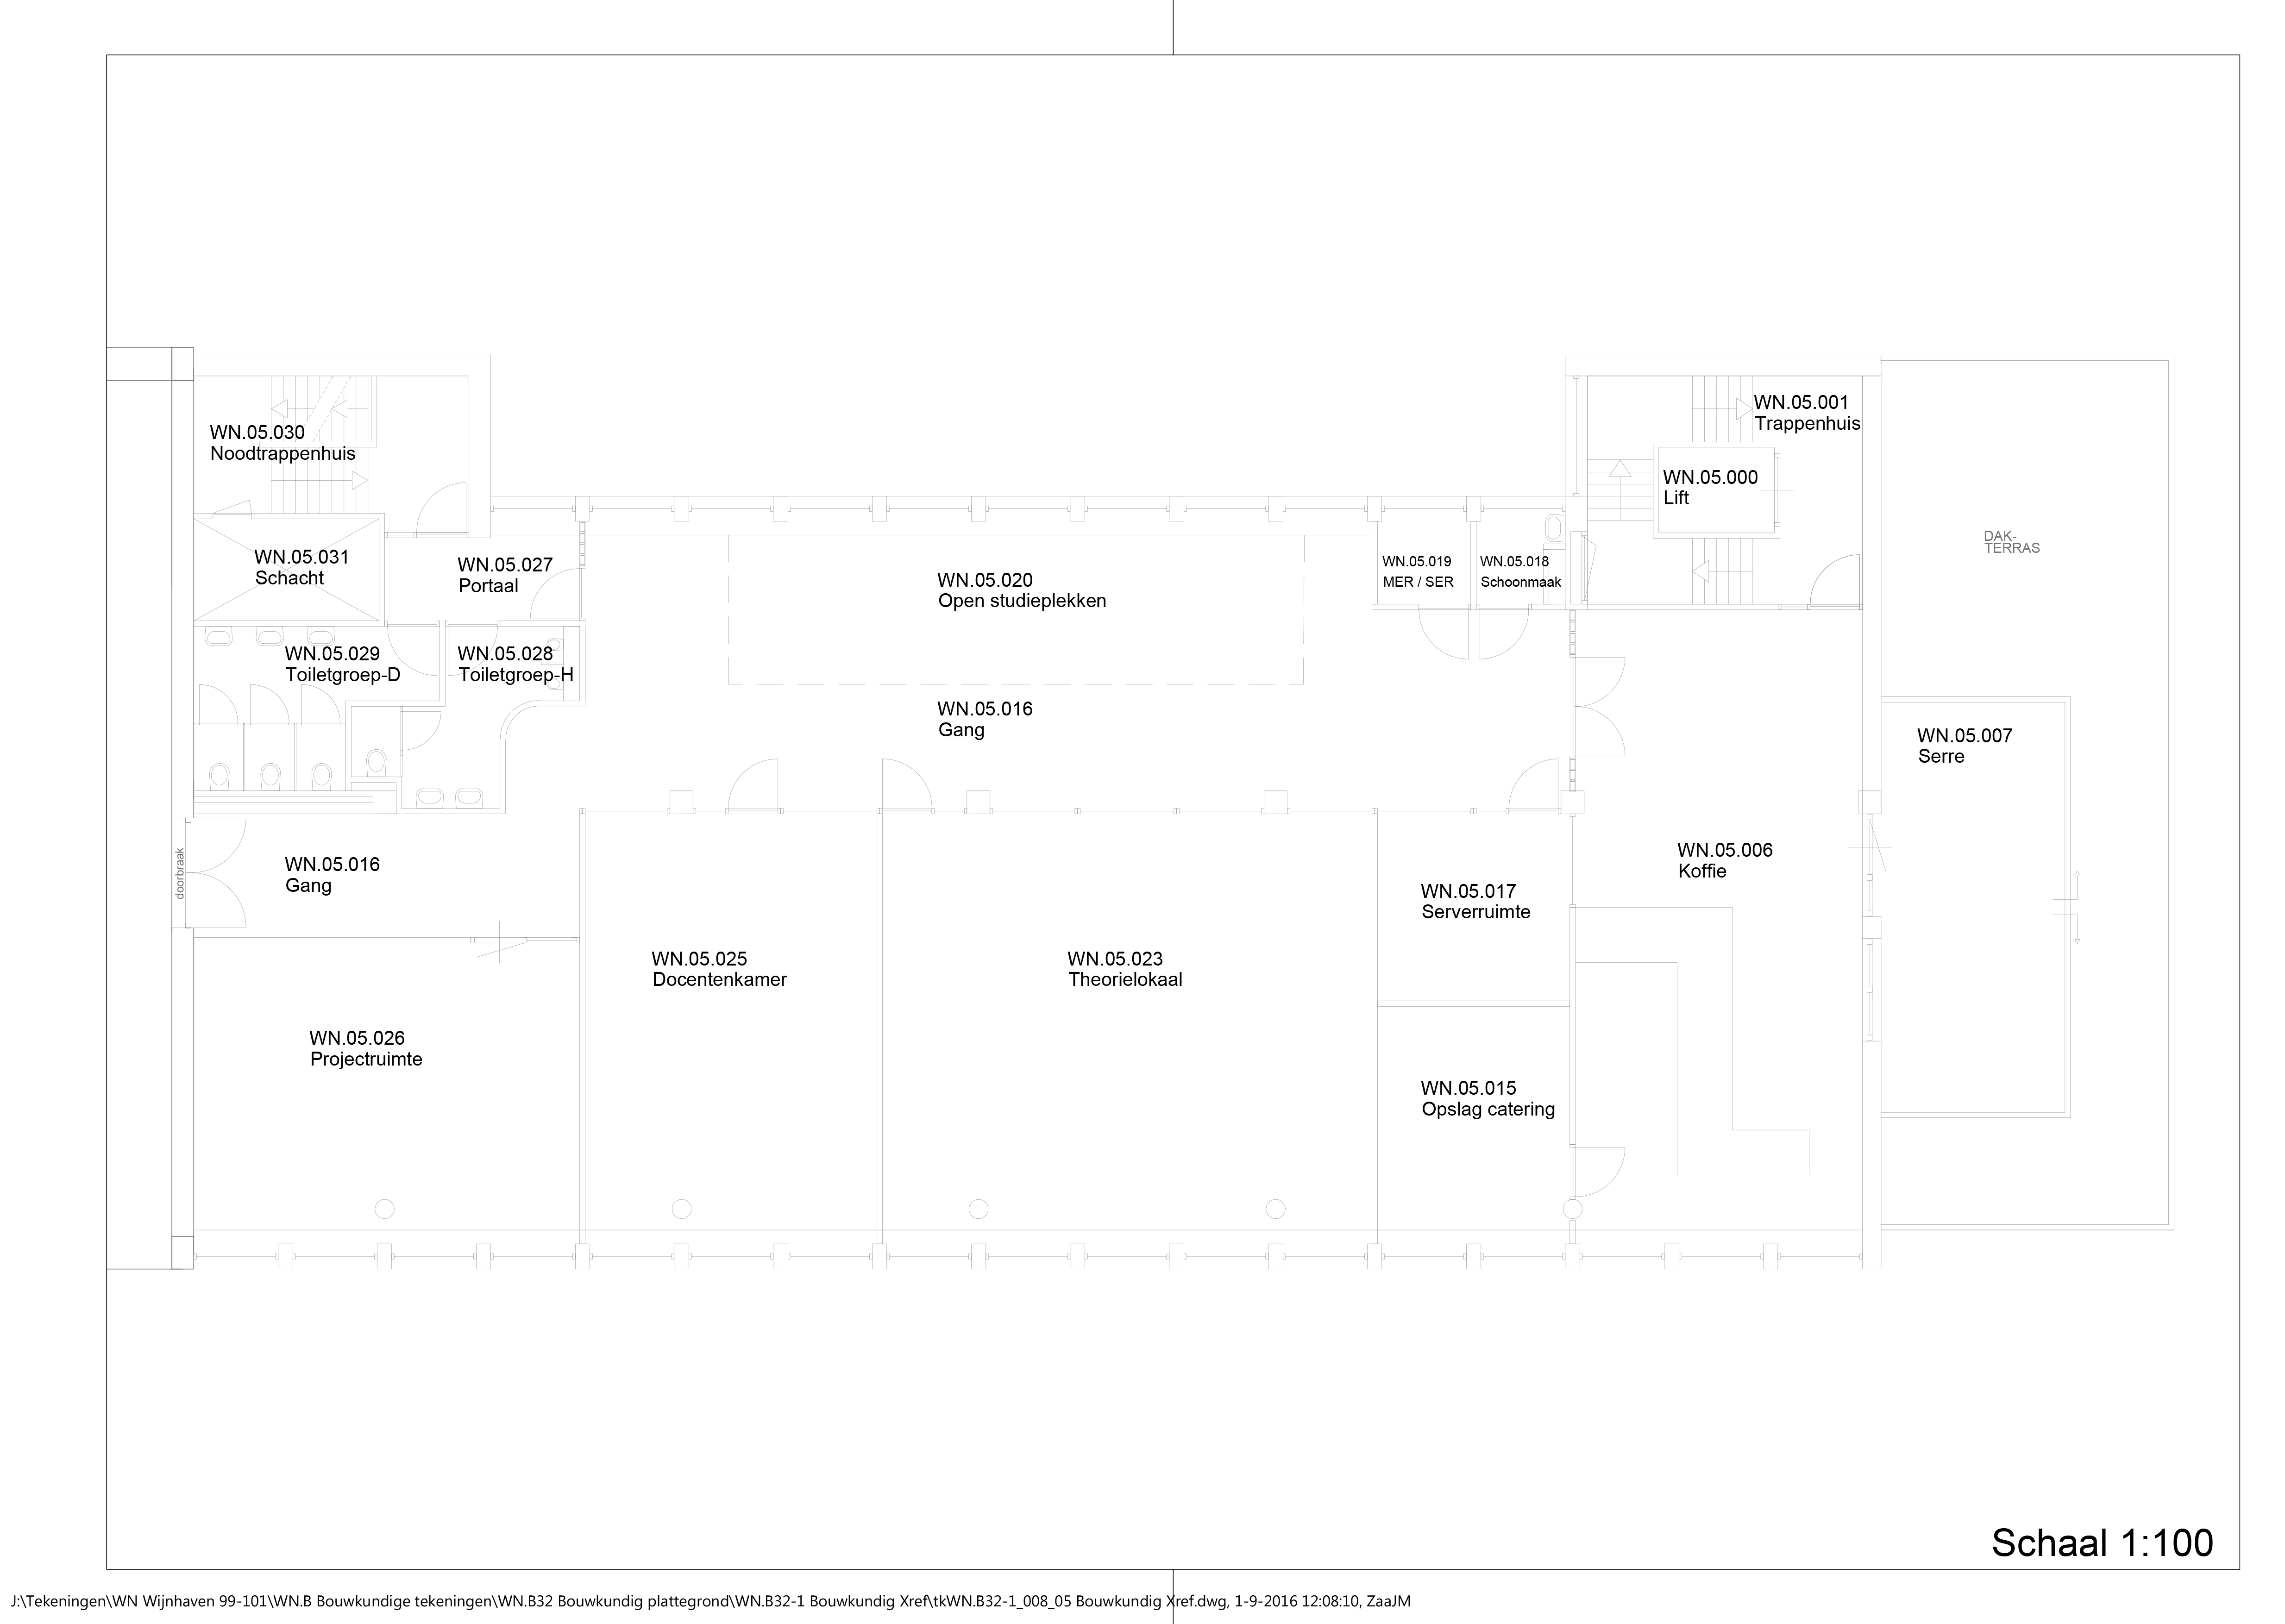 WN.05.001
Trappenhuis
WN.05.030
Noodtrappenhuis
WN.05.000
Lift
DAK-
TERRAS
WN.05.031
Schacht
WN.05.027
Portaal
WN.05.020
Open studieplekken
WN.05.019
MER / SER
WN.05.018
Schoonmaak
WN.05.029
Toiletgroep-D
WN.05.028
Toiletgroep-H
WN.05.016
Gang
WN.05.007
Serre
doorbraak
WN.05.016
Gang
WN.05.006
Koffie
WN.05.017
Serverruimte
WN.05.025
Docentenkamer
WN.05.023
Theorielokaal
WN.05.026
Projectruimte
WN.05.015
Opslag catering
Schaal 1:100
J:\Tekeningen\WN Wijnhaven 99-101\WN.B Bouwkundige tekeningen\WN.B32 Bouwkundig plattegrond\WN.B32-1 Bouwkundig Xref\tkWN.B32-1_008_05 Bouwkundig Xref.dwg, 1-9-2016 12:08:10, ZaaJM